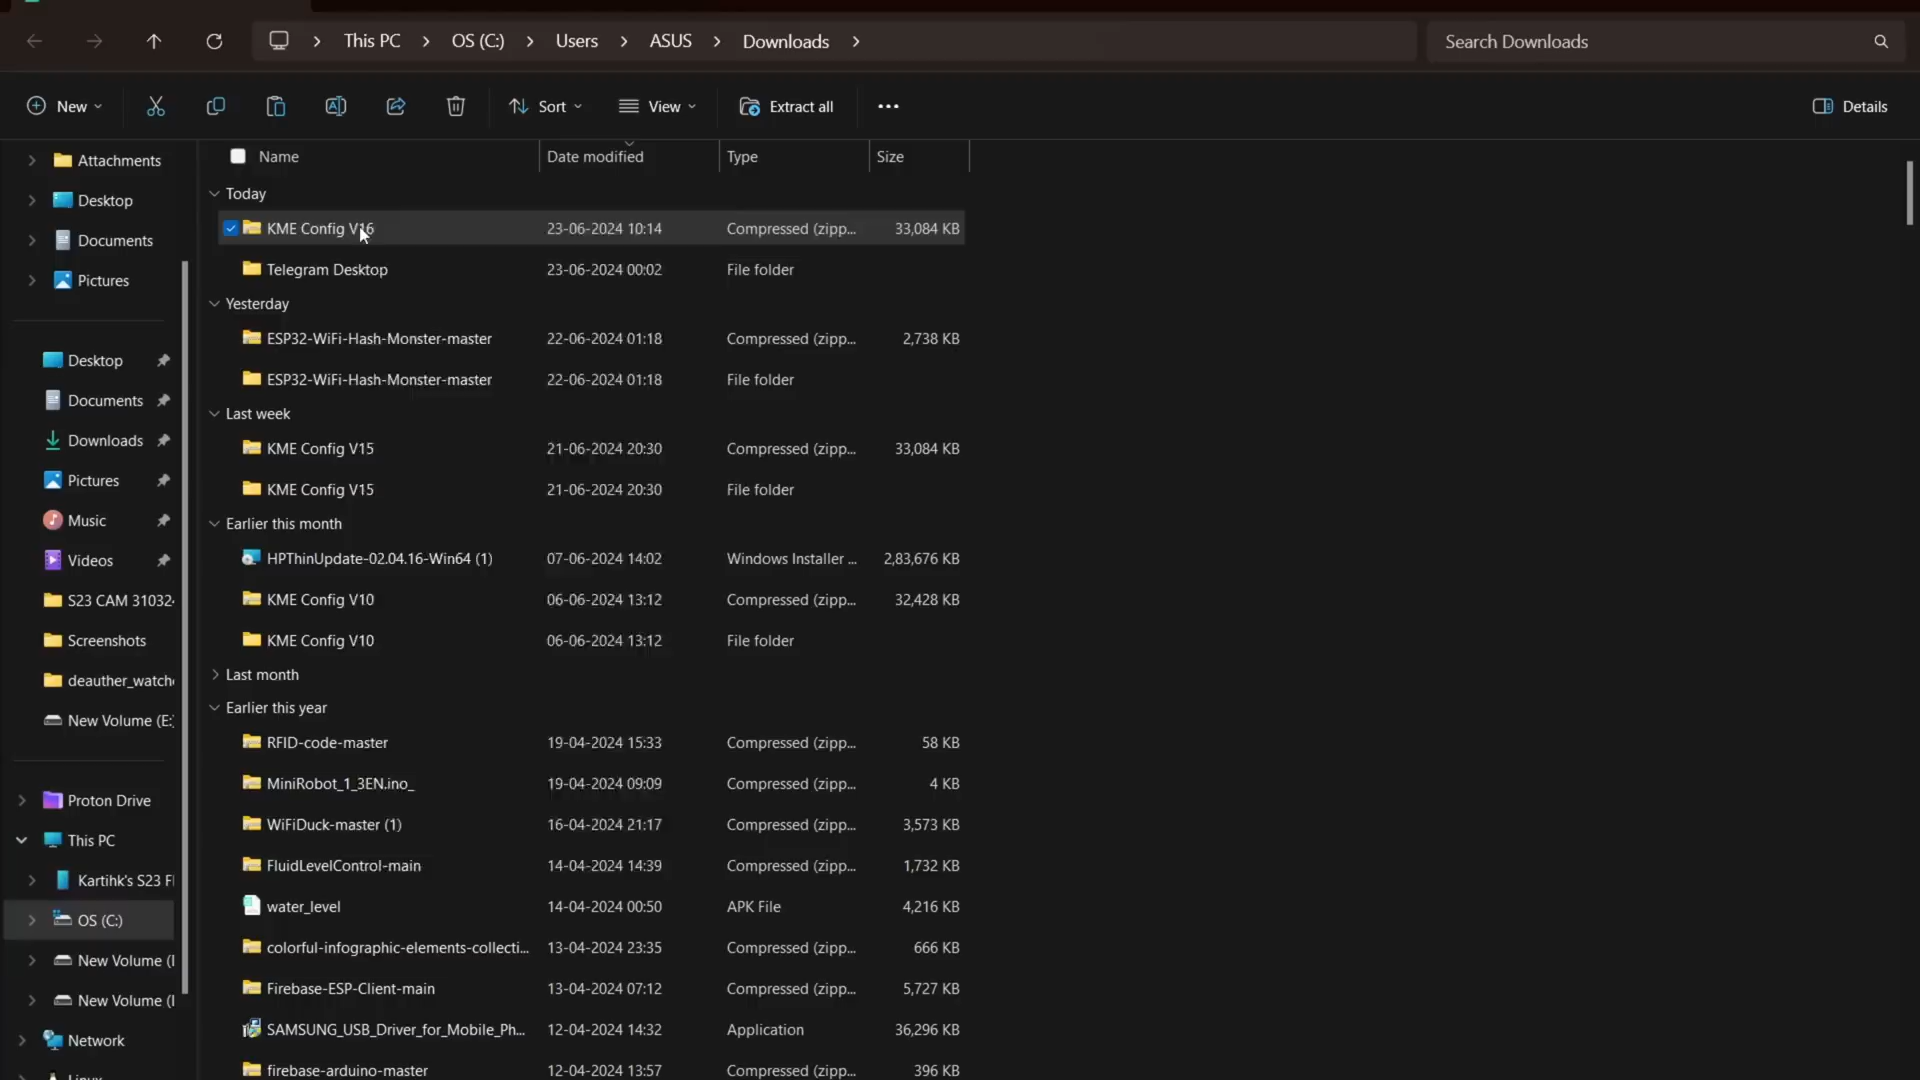 This PC > OS (C:) > Users > ASUS > Downloads >
Search Downloads
New
Sort
View
Extract all
Details
Attachments
Desktop
Documents
Pictures
Desktop
Documents
Downloads
Pictures
Music
Videos
S23 CAM 31032
Screenshots
deauther_watch
New Volume (E:
Proton Drive
This PC
Kartihk's S23 F
OS (C:)
New Volume (
New Volume (
Network
Linux
Name Date modified Type Size
Today
KME Config V16 23-06-2024 10:14 Compressed (zipp... 33,084 KB
Telegram Desktop 23-06-2024 00:02 File folder
Yesterday
ESP32-WiFi-Hash-Monster-master 22-06-2024 01:18 Compressed (zipp... 2,738 KB
ESP32-WiFi-Hash-Monster-master 22-06-2024 01:18 File folder
Last week
KME Config V15 21-06-2024 20:30 Compressed (zipp... 33,084 KB
KME Config V15 21-06-2024 20:30 File folder
Earlier this month
HPThinUpdate-02.04.16-Win64 (1) 07-06-2024 14:02 Windows Installer ... 2,83,676 KB
KME Config V10 06-06-2024 13:12 Compressed (zipp... 32,428 KB
KME Config V10 06-06-2024 13:12 File folder
Last month
Earlier this year
RFID-code-master 19-04-2024 15:33 Compressed (zipp... 58 KB
MiniRobot_1_3EN.ino_ 19-04-2024 09:09 Compressed (zipp... 4 KB
WiFiDuck-master (1) 16-04-2024 21:17 Compressed (zipp... 3,573 KB
FluidLevelControl-main 14-04-2024 14:39 Compressed (zipp... 1,732 KB
water_level 14-04-2024 00:50 APK File 4,216 KB
colorful-infographic-elements-collecti... 13-04-2024 23:35 Compressed (zipp... 666 KB
Firebase-ESP-Client-main 13-04-2024 07:12 Compressed (zipp... 5,727 KB
SAMSUNG_USB_Driver_for_Mobile_Ph... 12-04-2024 14:32 Application 36,296 KB
firebase-arduino-master 12-04-2024 13:57 Compressed (zipp... 396 KB